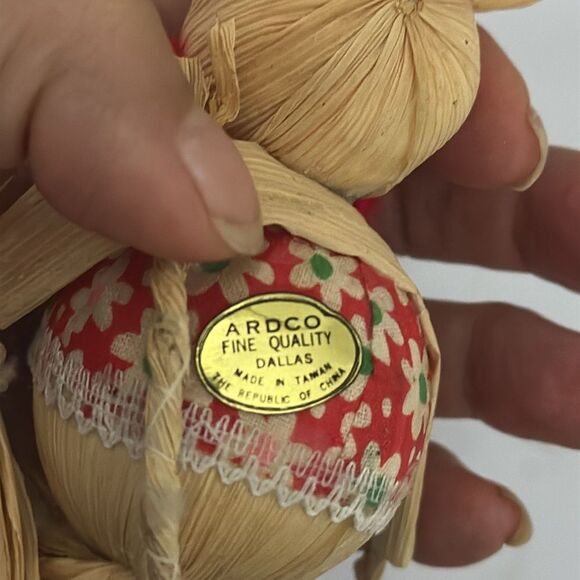 ARDCO
FINE QUALITY
DALLAS
MADE IN TAIWAN
THE REPUBLIC OF CHINA